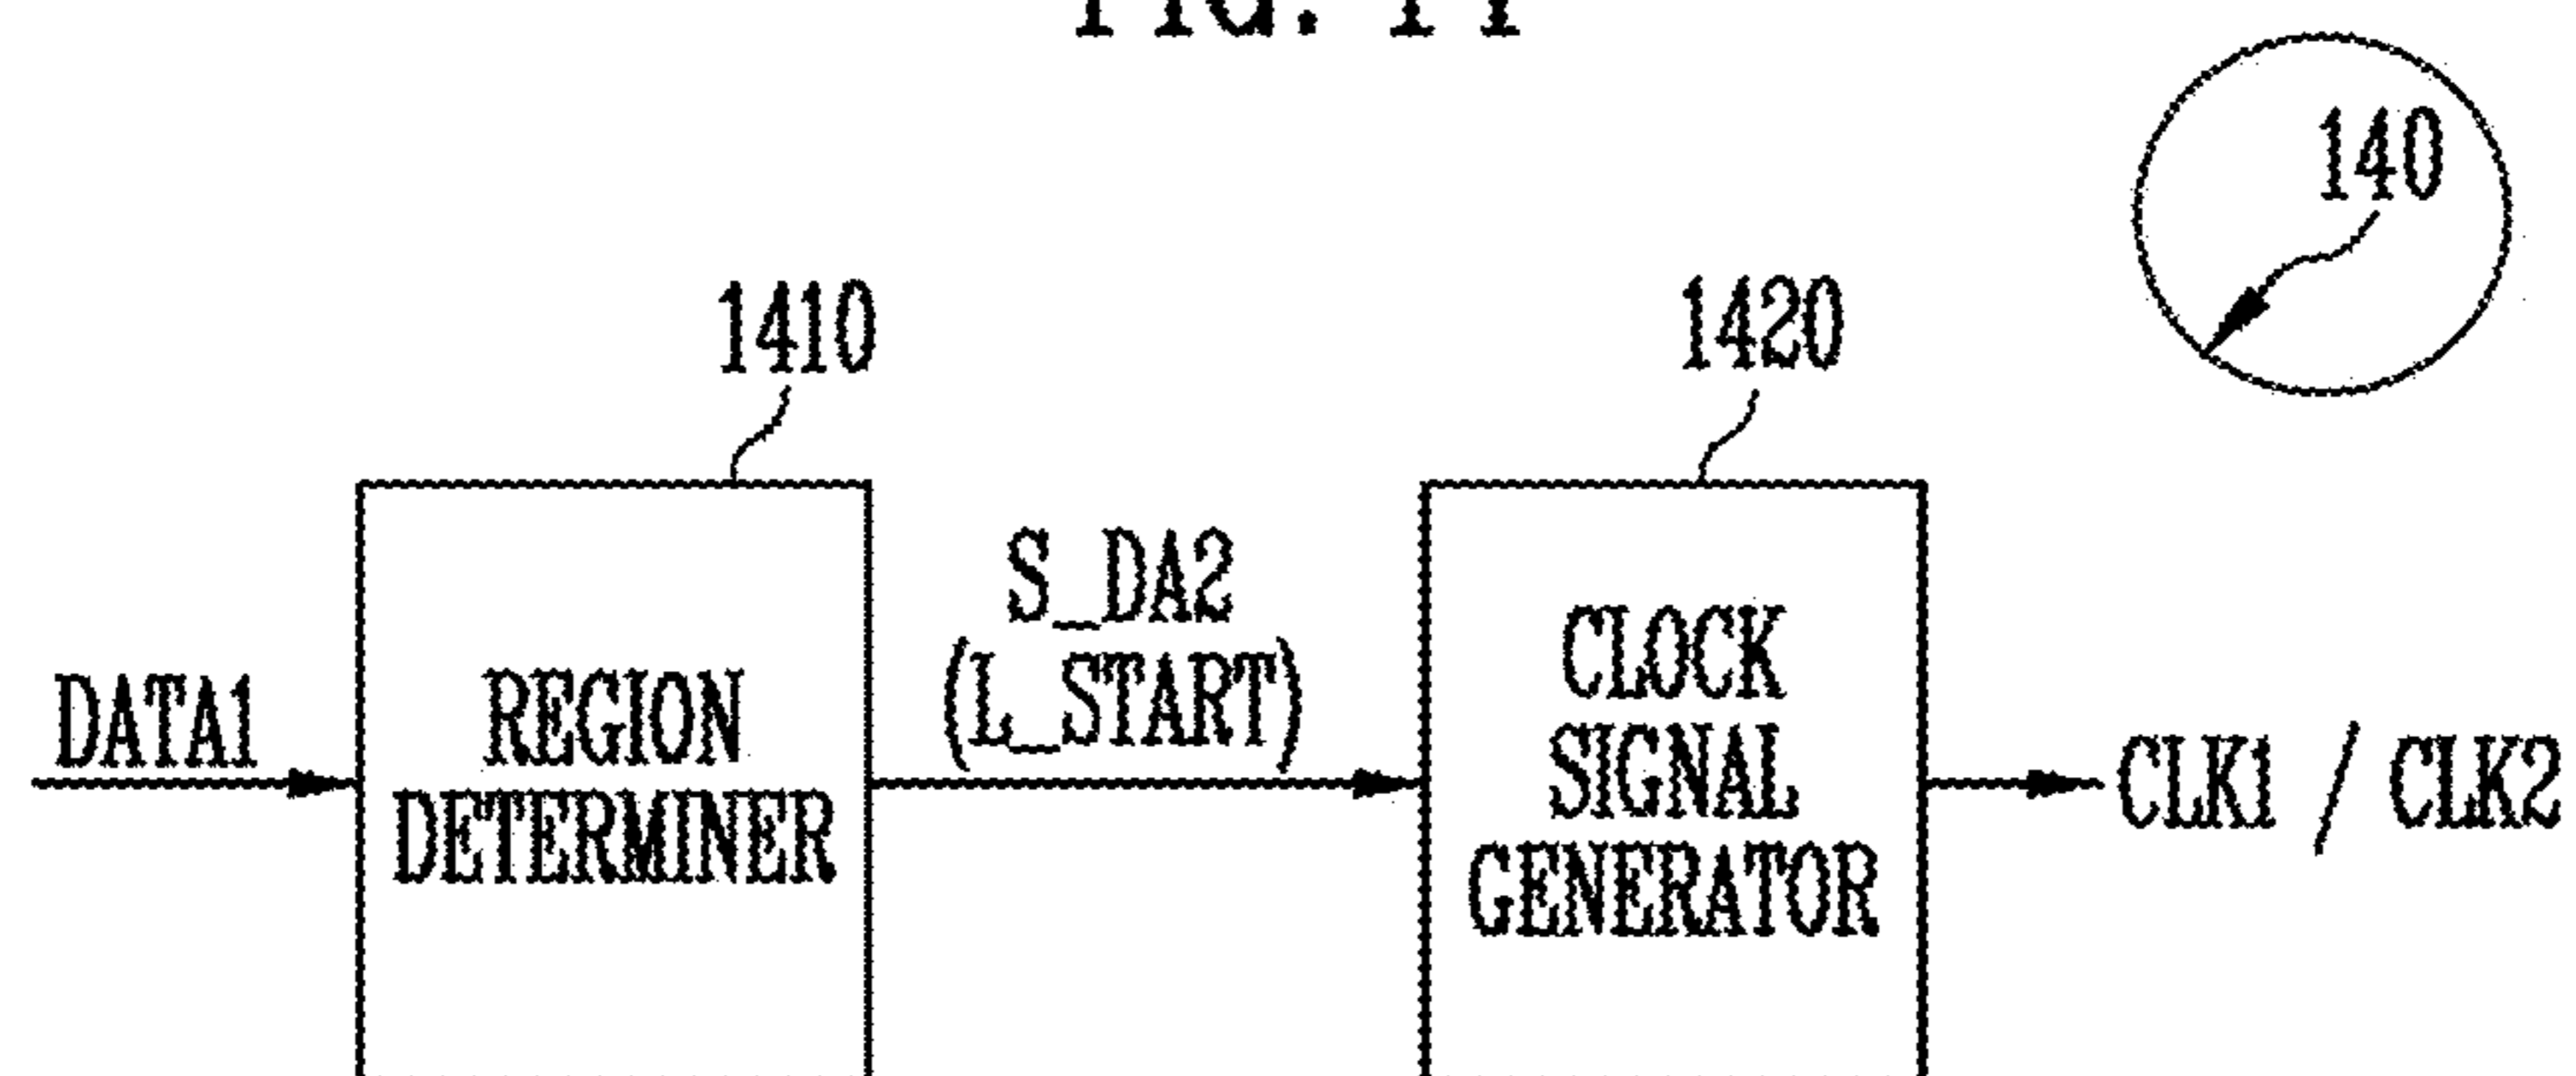 140
1410
1420
S_DA2
(L_START)
DATA1
REGION
DETERMINER
CLOCK
SIGNAL
GENERATOR
CLK1 / CLK2